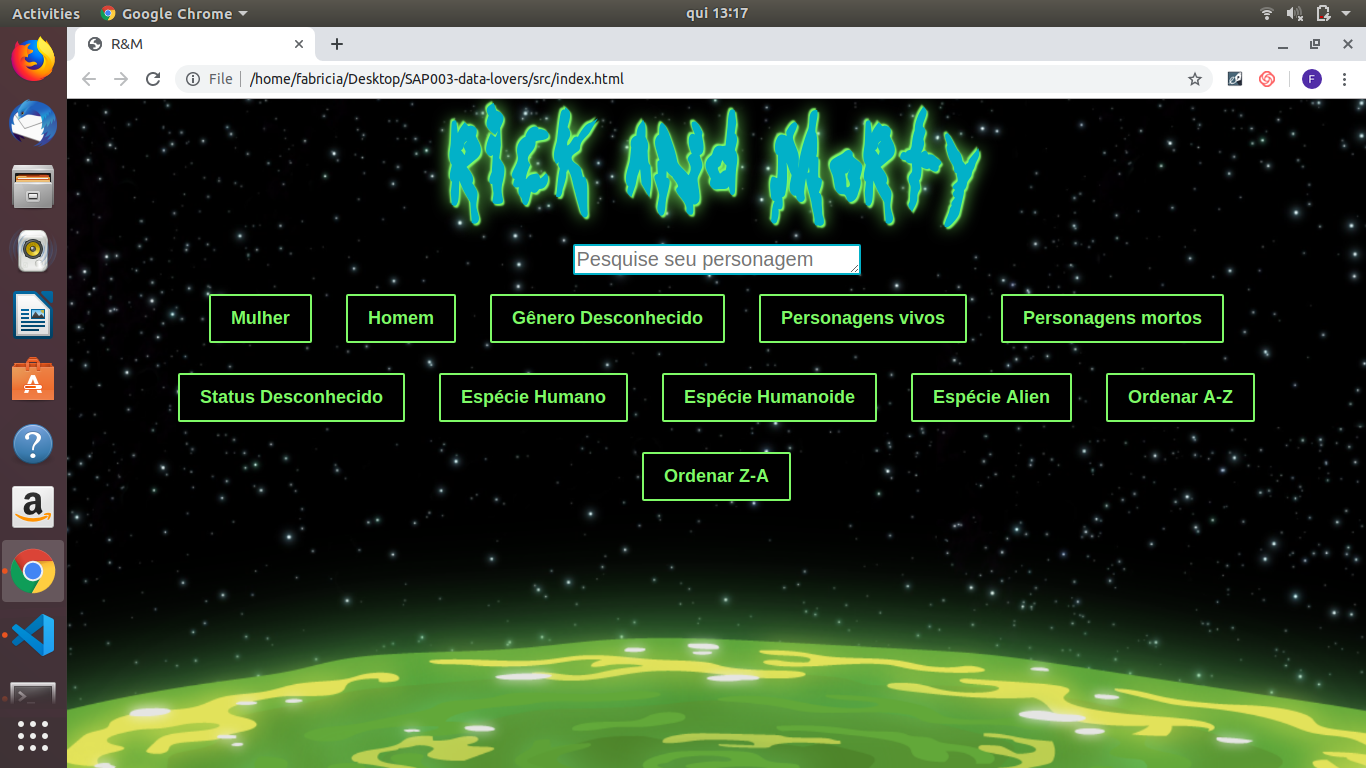 Activities Google Chrome qui 13:17
R&M
File /home/fabricia/Desktop/SAP003-data-lovers/src/index.html F
RICK AND MORTY
Pesquise seu personagem
Mulher Homem Gênero Desconhecido Personagens vivos Personagens mortos
Status Desconhecido Espécie Humano Espécie Humanoide Espécie Alien Ordenar A-Z
Ordenar Z-A